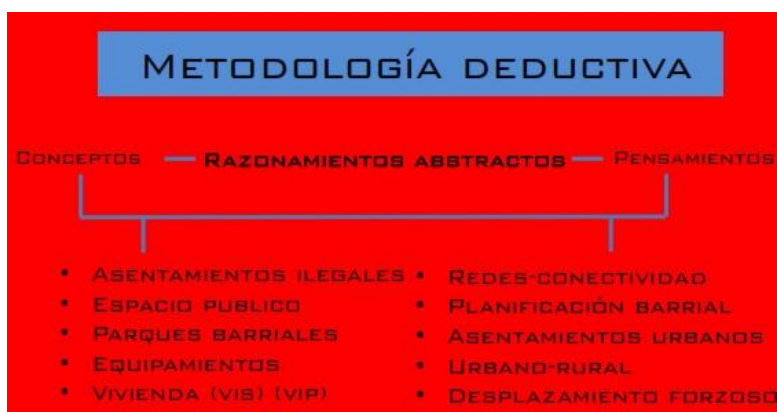 METODOLOGÍA DEDUCTIVA
CONCEPTOS — RAZONAMIENTOS ABSTRACTOS — PENSAMIENTOS
• ASENTAMIENTOS ILEGALES
• ESPACIO PUBLICO
• PARQUES BARRIALES
• EQUIPAMIENTOS
• VIVIENDA (VIS) (VIP)
• REDES-CONECTIVIDAD
• PLANIFICACIÓN BARRIAL
• ASENTAMIENTOS URBANOS
• URBANO-RURAL
• DESPLAZAMIENTO FORZOSO